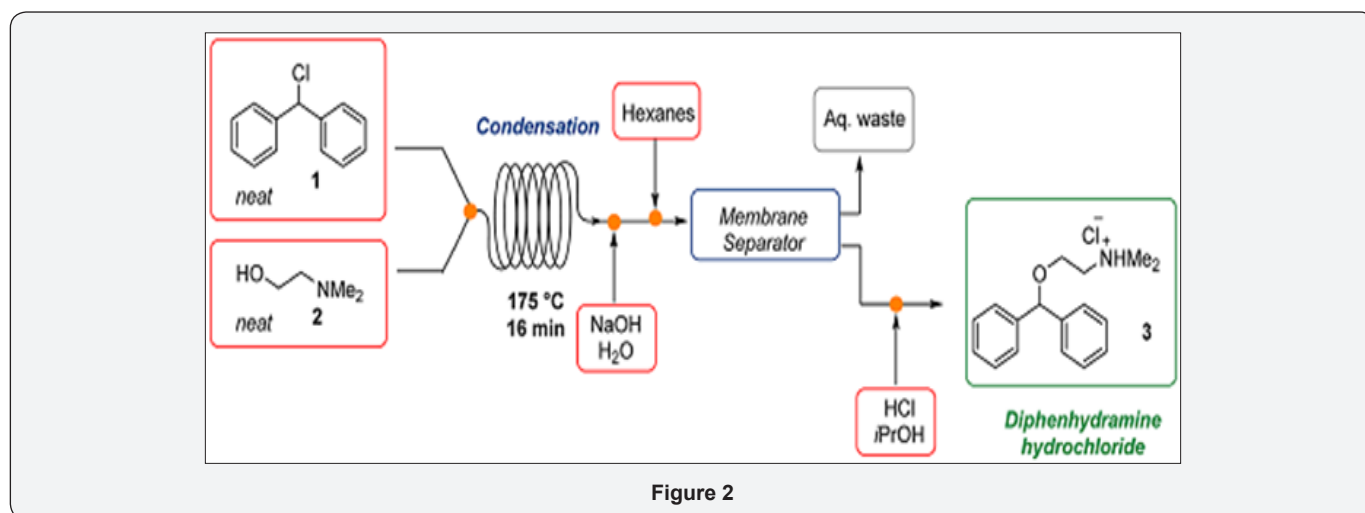 Cl
1
neat
HO
NMe2
neat
2
Condensation
175 °C
16 min
Hexanes
NaOH
H2O
Membrane
Separator
Aq. waste
HCl
iPrOH
Cl−
+
NHMe2
O
3
Diphenhydramine
hydrochloride
Figure 2